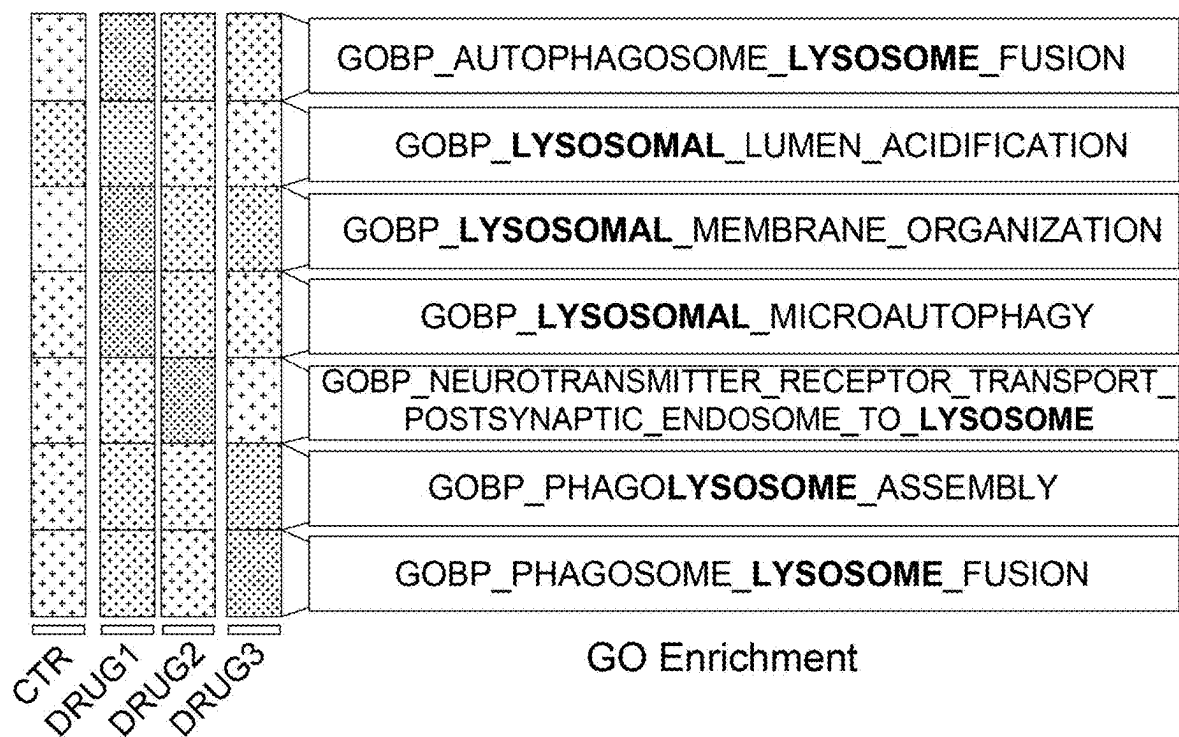 GOBP_AUTOPHAGOSOME_LYSOSOME_FUSION
GOBP_LYSOSOMAL_LUMEN_ACIDIFICATION
GOBP_LYSOSOMAL_MEMBRANE_ORGANIZATION
GOBP_LYSOSOMAL_MICROAUTOPHAGY
GOBP_NEUROTRANSMITTER_RECEPTOR_TRANSPORT_
POSTSYNAPTIC_ENDOSOME_TO_LYSOSOME
GOBP_PHAGOLYSOSOME_ASSEMBLY
GOBP_PHAGOSOME_LYSOSOME_FUSION
CTR
DRUG1
DRUG2
DRUG3
GO Enrichment